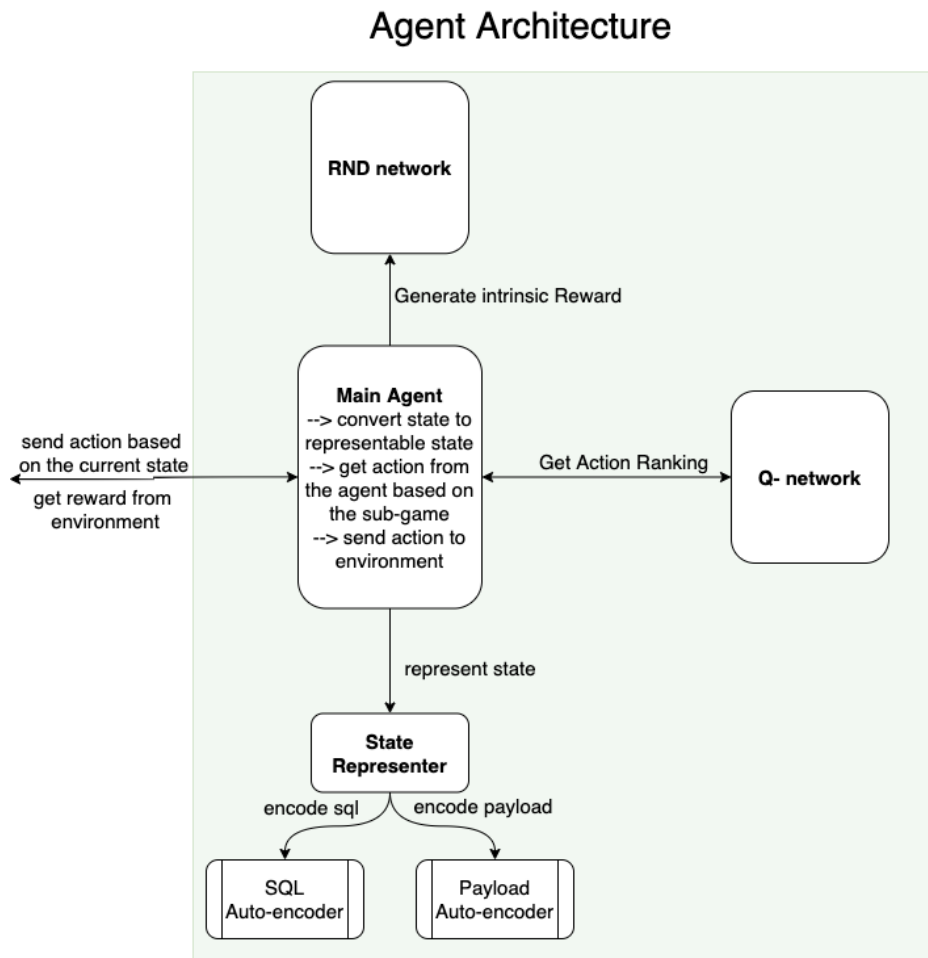 Agent Architecture
RND network
Generate intrinsic Reward
Main Agent
--> convert state to
representable state
--> get action from
the agent based on
the sub-game
--> send action to
environment
send action based
on the current state
get reward from
environment
Get Action Ranking
Q- network
represent state
State
Representer
encode sql
encode payload
SQL
Auto-encoder
Payload
Auto-encoder